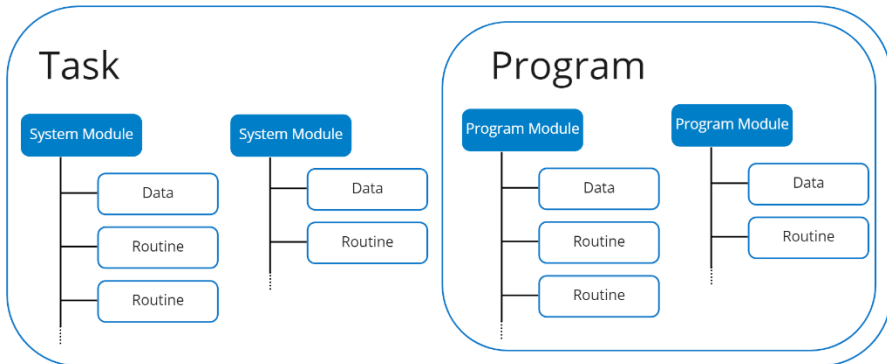 Task
Program
System Module
Data
Routine
Routine
System Module
Data
Routine
Program Module
Data
Routine
Routine
Program Module
Data
Routine